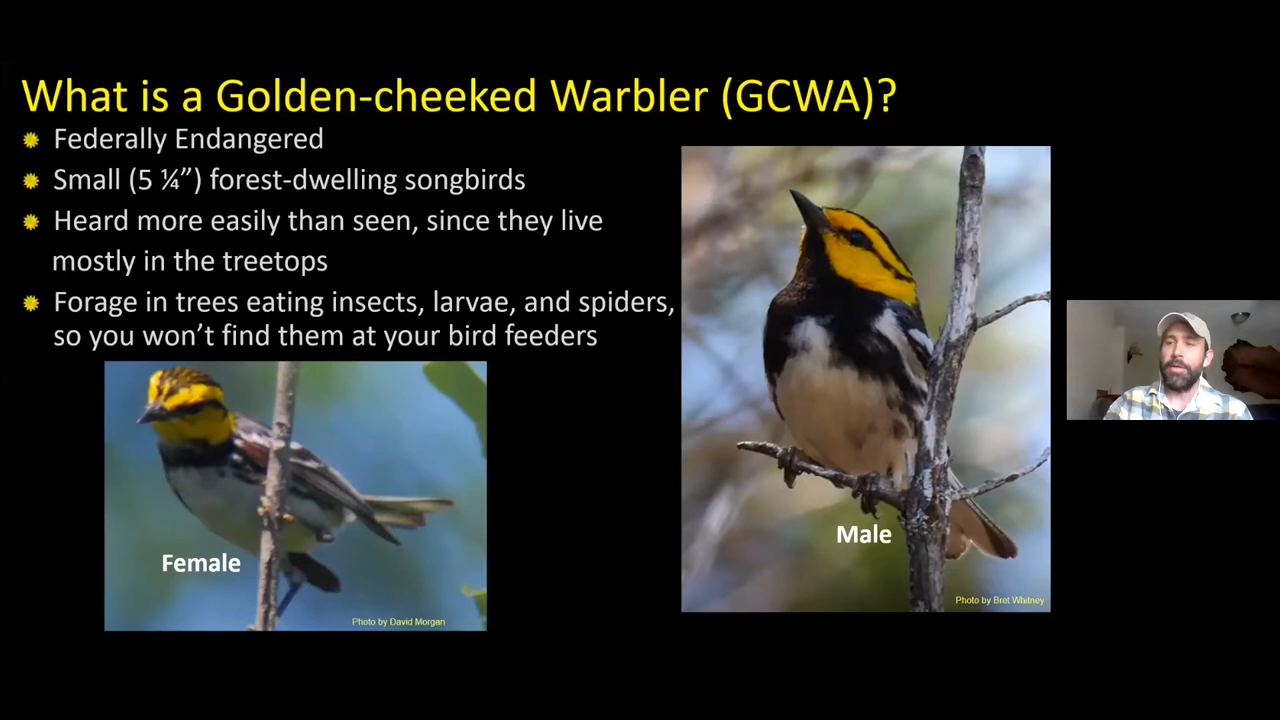 What is a Golden-cheeked Warbler (GCWA)?
Federally Endangered
Small (5 ¼”) forest-dwelling songbirds
Heard more easily than seen, since they live
mostly in the treetops
Forage in trees eating insects, larvae, and spiders,
so you won’t find them at your bird feeders
Female
Photo by David Morgan
Male
Photo by Bret Whitney